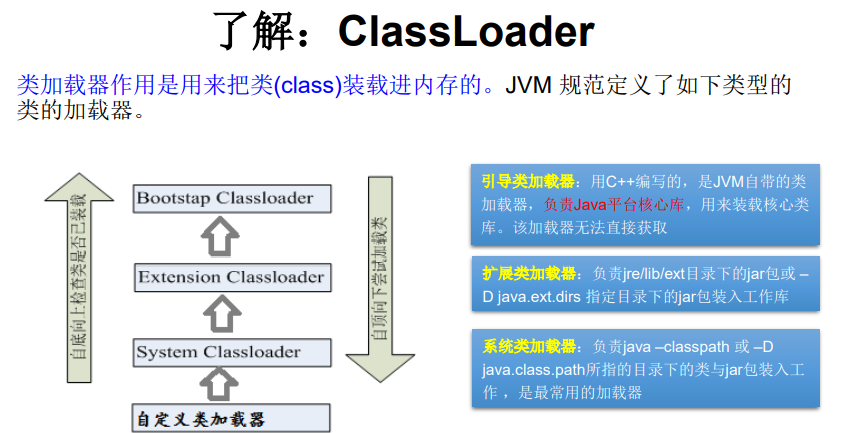 了解：ClassLoader
类加载器作用是用来把类(class)装载进内存的。JVM 规范定义了如下类型的
类的加载器。
自底向上检查类是否已装载
Bootstap Classloader
Extension Classloader
System Classloader
自定义类加载器
自顶向下尝试加载类
引导类加载器：用C++编写的，是JVM自带的类
加载器，负责Java平台核心库，用来装载核心类
库。该加载器无法直接获取
扩展类加载器：负责jre/lib/ext目录下的jar包或 –
D java.ext.dirs 指定目录下的jar包装入工作库
系统类加载器：负责java –classpath 或 –D
java.class.path所指的目录下的类与jar包装入工
作 ，是最常用的加载器